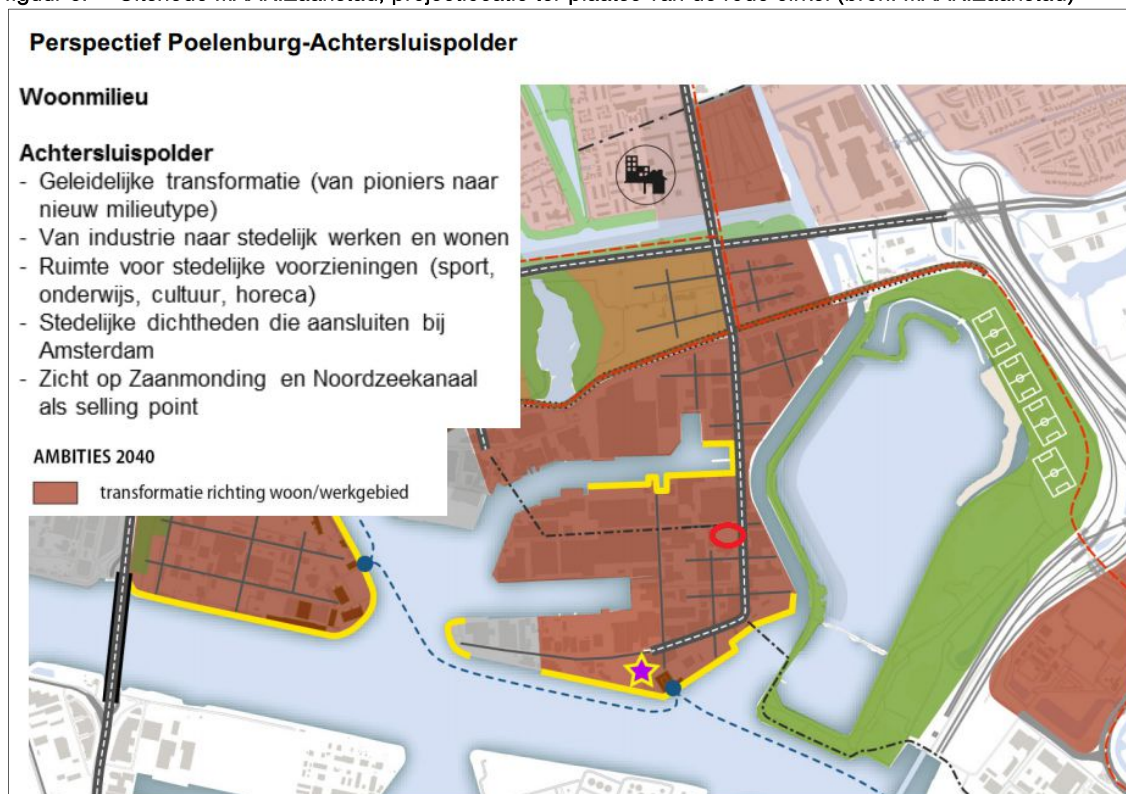 Perspectief Poelenburg-Achtersluispolder
Woonmilieu
Achtersluispolder
- Geleidelijke transformatie (van pioniers naar
nieuw milieutype)
- Van industrie naar stedelijk werken en wonen
- Ruimte voor stedelijke voorzieningen (sport,
onderwijs, cultuur, horeca)
- Stedelijke dichtheden die aansluiten bij
Amsterdam
- Zicht op Zaanmonding en Noordzeekanaal
als selling point
AMBITIES 2040
transformatie richting woon/werkgebied